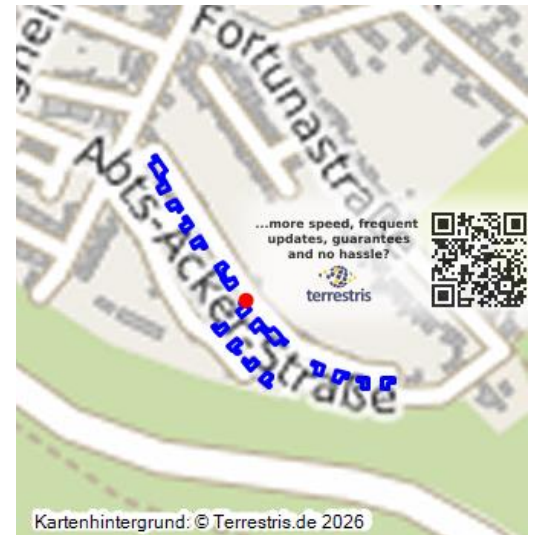 Fortunastraße
Abts-Acker-Straße
...more speed, frequent
updates, guarantees
and no hassle?
terrestris
Kartenhintergrund: © Terrestris.de 2026